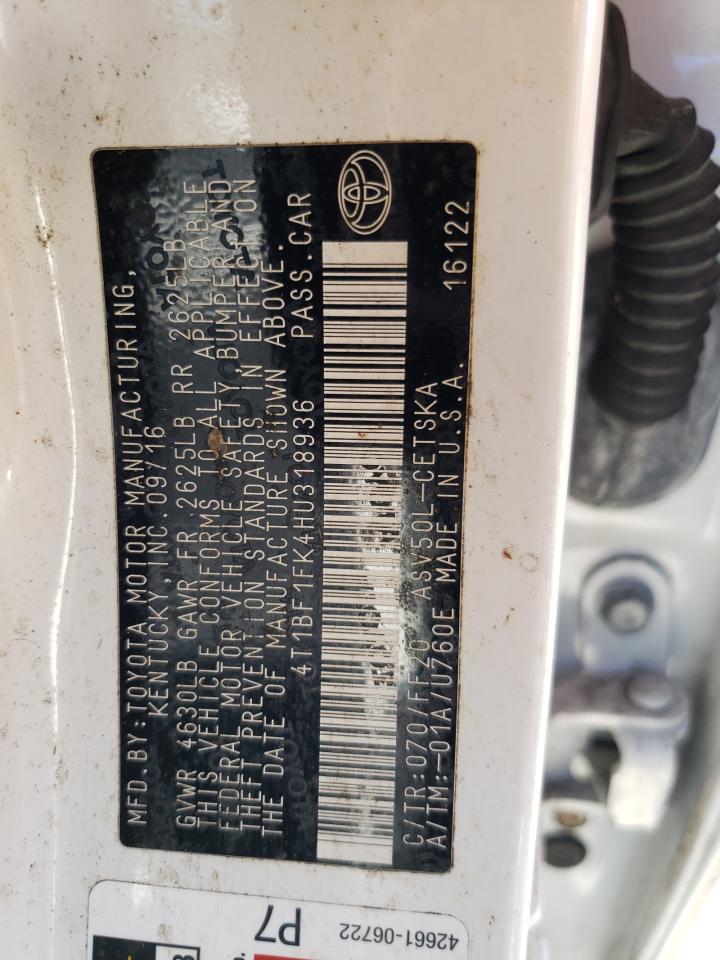 MFD.BY:TOYOTA MOTOR MANUFACTURING,
KENTUCKY, INC.09/16
GVWR 4630LB GAWR FR 2625LB RR 2625LB
THIS VEHICLE CONFORMS TO ALL APPLICABLE
FEDERAL MOTOR VEHICLE SAFETY, BUMPER AND
THEFT PREVENTION STANDARDS IN EFFECT ON
THE DATE OF MANUFACTURE SHOWN ABOVE.
4T1BF1FK4HU318936 PASS.CAR
C/TR:070/FF20 ASV50L-CETSKA
A/TM:-01A/U760E MADE IN U.S.A. 16122
P7
42661-06722